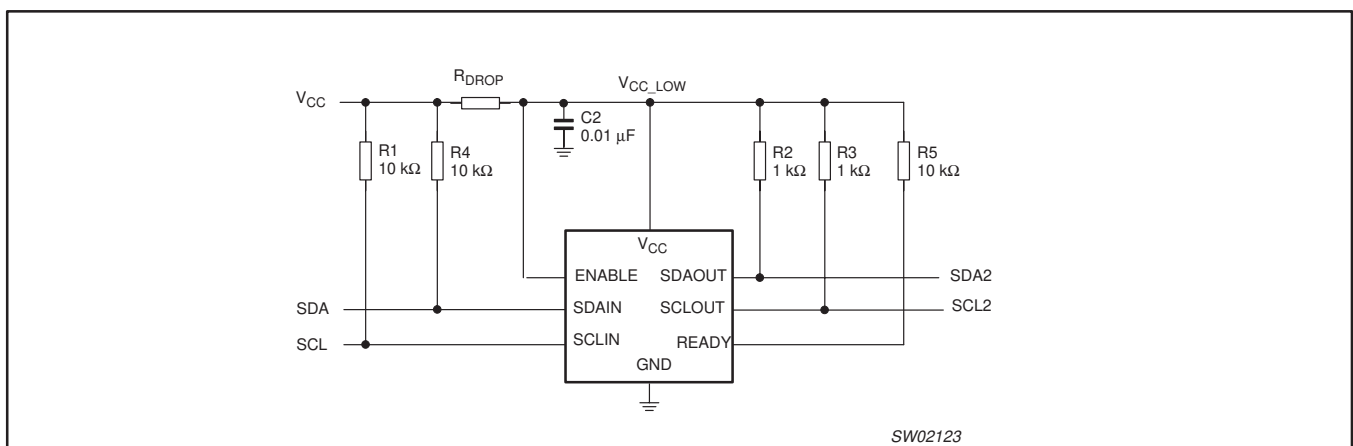 R_DROP
V_CC
V_CC_LOW
C2
0.01 μF
R1
10 kΩ
R4
10 kΩ
R2
1 kΩ
R3
1 kΩ
R5
10 kΩ
V_CC
ENABLE
SDAOUT
SDA2
SDA
SDAIN
SCLOUT
SCL2
SCL
SCLIN
READY
GND
SW02123